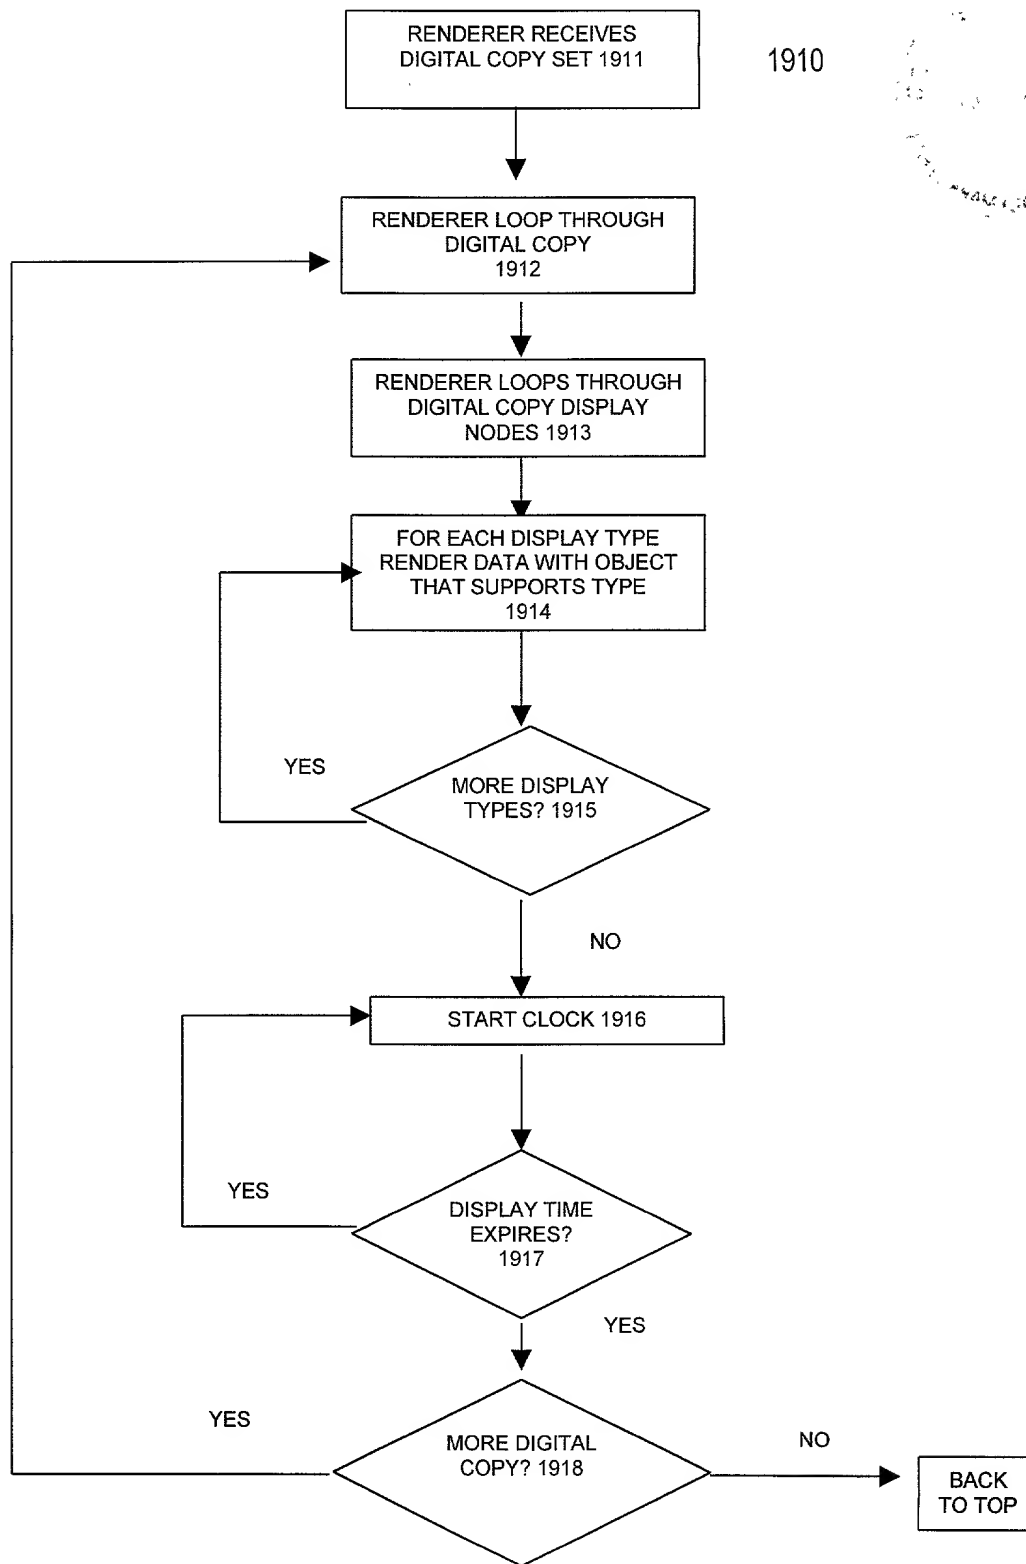 RENDERER RECEIVES
DIGITAL COPY SET 1911
1910
RENDERER LOOP THROUGH
DIGITAL COPY
1912
RENDERER LOOPS THROUGH
DIGITAL COPY DISPLAY
NODES 1913
FOR EACH DISPLAY TYPE
RENDER DATA WITH OBJECT
THAT SUPPORTS TYPE
1914
YES
MORE DISPLAY
TYPES? 1915
NO
START CLOCK 1916
YES
DISPLAY TIME
EXPIRES?
1917
YES
YES
MORE DIGITAL
COPY? 1918
NO
BACK
TO TOP